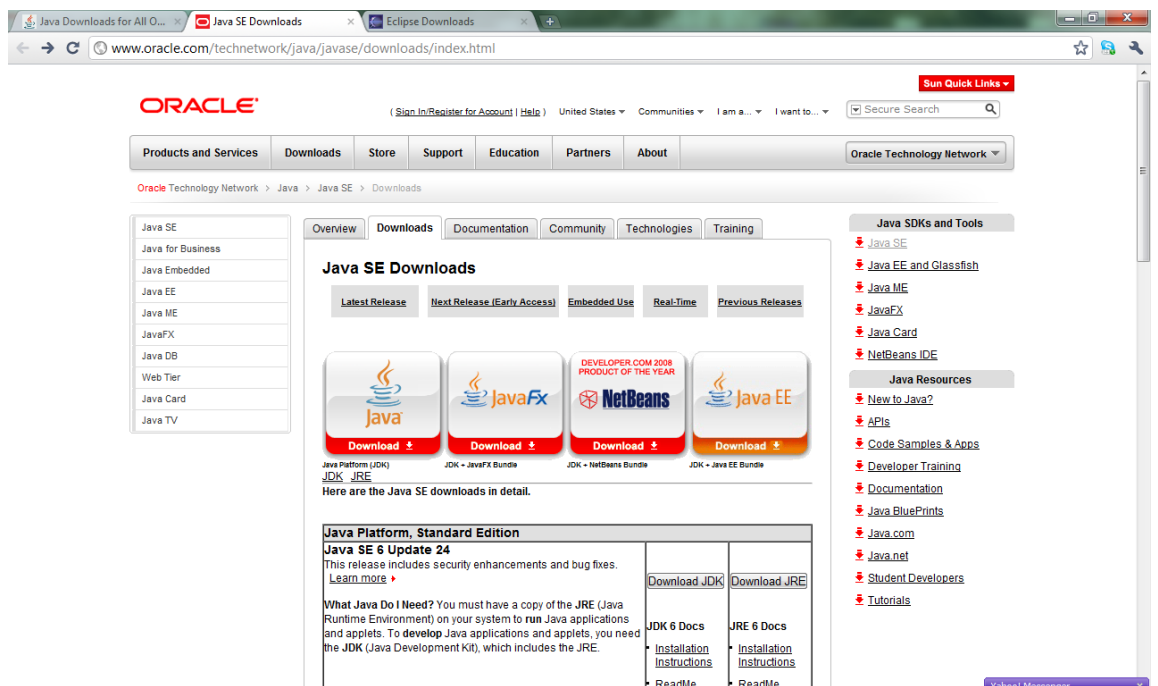 Java Downloads for All O...
Java SE Downloads
Eclipse Downloads
www.oracle.com/technetwork/java/javase/downloads/index.html
Sun Quick Links
ORACLE
( Sign In/Register for Account | Help )
United States
Communities
I am a...
I want to...
Secure Search
Products and Services
Downloads
Store
Support
Education
Partners
About
Oracle Technology Network
Oracle Technology Network > Java > Java SE > Downloads
Java SE
Java for Business
Java Embedded
Java EE
Java ME
JavaFX
Java DB
Web Tier
Java Card
Java TV
Overview
Downloads
Documentation
Community
Technologies
Training
Java SE Downloads
Latest Release
Next Release (Early Access)
Embedded Use
Real-Time
Previous Releases
Java
Download
JavaFX
Download
DEVELOPER.COM 2008
PRODUCT OF THE YEAR
NetBeans
Download
Java EE
Download
Java Platform (JDK)
JDK + JavaFX Bundle
JDK + NetBeans Bundle
JDK + Java EE Bundle
JDK JRE
Here are the Java SE downloads in detail.
Java Platform, Standard Edition
Java SE 6 Update 24
This release includes security enhancements and bug fixes.
Learn more
What Java Do I Need? You must have a copy of the JRE (Java
Runtime Environment) on your system to run Java applications
and applets. To develop Java applications and applets, you need
the JDK (Java Development Kit), which includes the JRE.
Download JDK
JDK 6 Docs
Installation
Instructions
ReadMe
Download JRE
JRE 6 Docs
Installation
Instructions
ReadMe
Java SDKs and Tools
Java SE
Java EE and Glassfish
Java ME
JavaFX
Java Card
NetBeans IDE
Java Resources
New to Java?
APIs
Code Samples & Apps
Developer Training
Documentation
Java BluePrints
Java.com
Java.net
Student Developers
Tutorials
Yahoo! Messenger